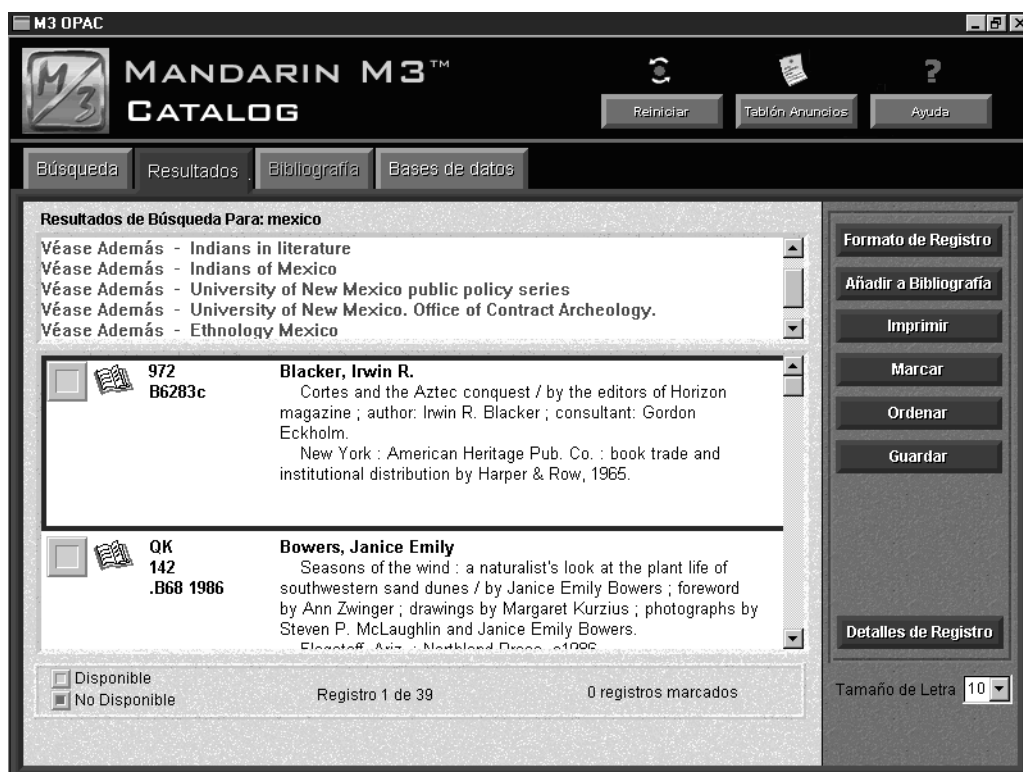 M3 OPAC
M/3
MANDARIN M3™
CATALOG
Reiniciar
Tablón Anuncios
?
Ayuda
Búsqueda
Resultados
Bibliografía
Bases de datos
Resultados de Búsqueda Para: mexico
Véase Además - Indians in literature
Véase Además - Indians of Mexico
Véase Además - University of New Mexico public policy series
Véase Además - University of New Mexico. Office of Contract Archeology.
Véase Además - Ethnology Mexico
972
B6283c
Blacker, Irwin R.
Cortes and the Aztec conquest / by the editors of Horizon
magazine ; author: Irwin R. Blacker ; consultant: Gordon
Eckholm.
New York : American Heritage Pub. Co. : book trade and
institutional distribution by Harper & Row, 1965.
QK
142
.B68 1986
Bowers, Janice Emily
Seasons of the wind : a naturalist's look at the plant life of
southwestern sand dunes / by Janice Emily Bowers ; foreword
by Ann Zwinger ; drawings by Margaret Kurzius ; photographs by
Steven P. McLaughlin and Janice Emily Bowers.
Flagstaff, Ariz. : Northland Press, c1986.
Disponible
No Disponible
Registro 1 de 39
0 registros marcados
Formato de Registro
Añadir a Bibliografía
Imprimir
Marcar
Ordenar
Guardar
Detalles de Registro
Tamaño de Letra 10